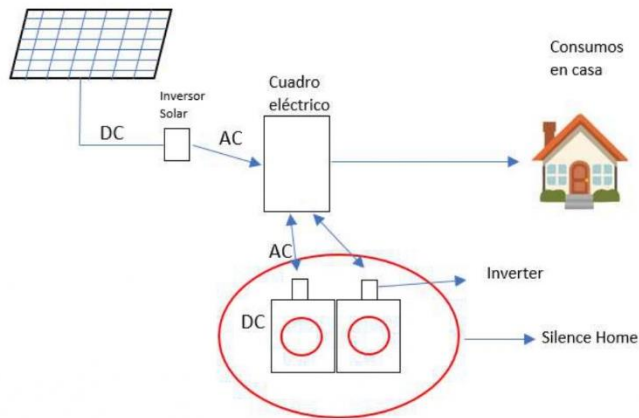 Consumos
en casa
Cuadro
eléctrico
Inversor
Solar
DC
AC
AC
Inverter
DC
Silence Home